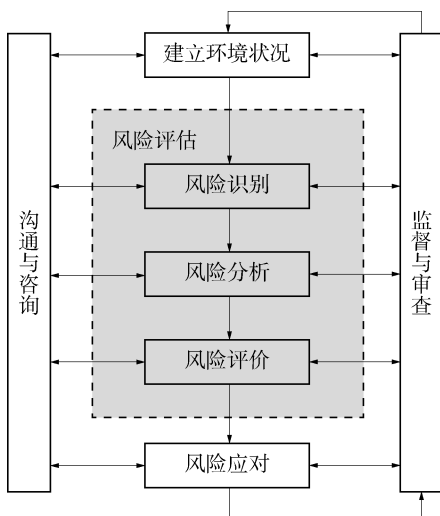 建立环境状况
风险评估
风险识别
风险分析
风险评价
风险应对
沟通与咨询
监督与审查